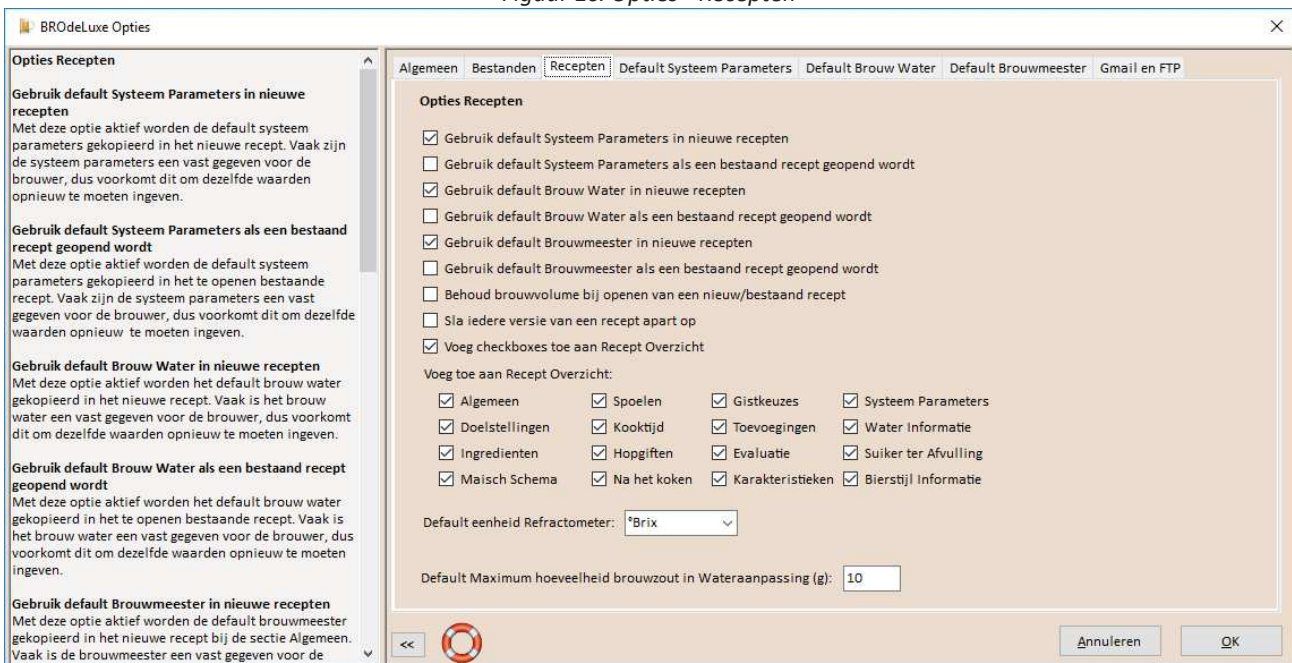 BROdeLuxe Opties
Opties Recepten
Gebruik default Systeem Parameters in nieuwe
recepten
Met deze optie aktief worden de default systeem
parameters gekopieerd in het nieuwe recept. Vaak zijn
de systeem parameters een vast gegeven voor de
brouwer, dus voorkomt dit om dezelfde waarden
opnieuw te moeten ingeven.
Gebruik default Systeem Parameters als een bestaand
recept geopend wordt
Met deze optie aktief worden de default systeem
parameters gekopieerd in het te openen bestaande
recept. Vaak zijn de systeem parameters een vast
gegeven voor de brouwer, dus voorkomt dit om dezelfde
waarden opnieuw te moeten ingeven.
Gebruik default Brouw Water in nieuwe recepten
Met deze optie aktief worden het default brouw water
gekopieerd in het nieuwe recept. Vaak is het brouw
water een vast gegeven voor de brouwer, dus voorkomt
dit om dezelfde waarden opnieuw te moeten ingeven.
Gebruik default Brouw Water als een bestaand recept
geopend wordt
Met deze optie aktief worden het default brouw water
gekopieerd in het te openen bestaande recept. Vaak is
het brouw water een vast gegeven voor de brouwer, dus
voorkomt dit om dezelfde waarden opnieuw te moeten
ingeven.
Gebruik default Brouwmeester in nieuwe recepten
Met deze optie aktief worden de default brouwmeester
gekopieerd in het nieuwe recept bij de sectie Algemeen.
Vaak is de brouwmeester een vast gegeven voor de
Algemeen Bestanden Recepten Default Systeem Parameters Default Brouw Water Default Brouwmeester Gmail en FTP
Opties Recepten
Gebruik default Systeem Parameters in nieuwe recepten
Gebruik default Systeem Parameters als een bestaand recept geopend wordt
Gebruik default Brouw Water in nieuwe recepten
Gebruik default Brouw Water als een bestaand recept geopend wordt
Gebruik default Brouwmeester in nieuwe recepten
Gebruik default Brouwmeester als een bestaand recept geopend wordt
Behoud brouwvolume bij openen van een nieuw/bestaand recept
Sla iedere versie van een recept apart op
Voeg checkboxes toe aan Recept Overzicht
Voeg toe aan Recept Overzicht:
Algemeen Spoelen Gistkeuzes Systeem Parameters
Doelstellingen Kooktijd Toevoegingen Water Informatie
Ingredienten Hopgiften Evaluatie Suiker ter Afvulling
Maisch Schema Na het koken Karakteristieken Bierstijl Informatie
Default eenheid Refractometer: °Brix
Default Maximum hoeveelheid brouwzout in Wateraanpassing (g): 10
<< Annuleren OK